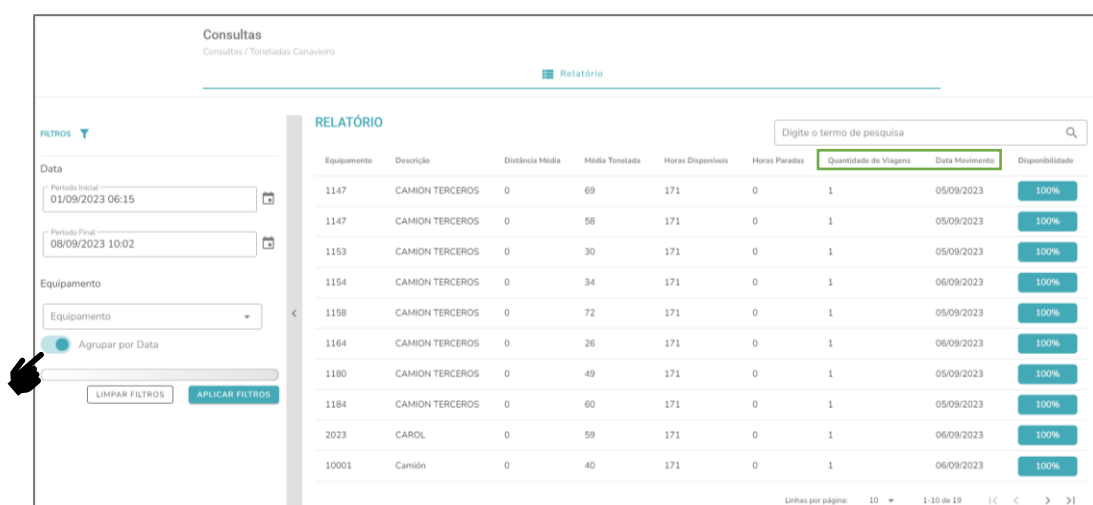 Consultas
Consultas / Toneladas Canavieiro
Relatório
FILTROS
Data
Período Inicial
01/09/2023 06:15
Período Final
08/09/2023 10:02
Equipamento
Equipamento
Agrupar por Data
LIMPAR FILTROS APLICAR FILTROS
RELATÓRIO
Digite o termo de pesquisa
Equipamento Descrição Distância Média Média Tonelada Horas Disponíveis Horas Paradas Quantidade de Viagens Data Movimento Disponibilidade
1147 CAMION TERCEROS 0 69 171 0 1 05/09/2023 100%
1147 CAMION TERCEROS 0 58 171 0 1 05/09/2023 100%
1153 CAMION TERCEROS 0 30 171 0 1 05/09/2023 100%
1154 CAMION TERCEROS 0 34 171 0 1 06/09/2023 100%
1158 CAMION TERCEROS 0 72 171 0 1 05/09/2023 100%
1164 CAMION TERCEROS 0 26 171 0 1 06/09/2023 100%
1180 CAMION TERCEROS 0 49 171 0 1 05/09/2023 100%
1184 CAMION TERCEROS 0 60 171 0 1 05/09/2023 100%
2023 CAROL 0 59 171 0 1 06/09/2023 100%
10001 Camión 0 40 171 0 1 06/09/2023 100%
Linhas por página: 10 1-10 de 19